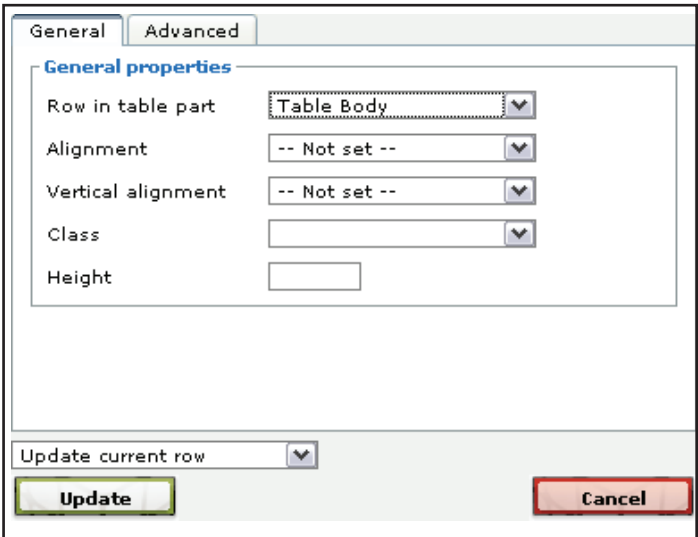 General Advanced
General properties
Row in table part Table Body
Alignment -- Not set --
Vertical alignment -- Not set --
Class
Height
Update current row
Update Cancel